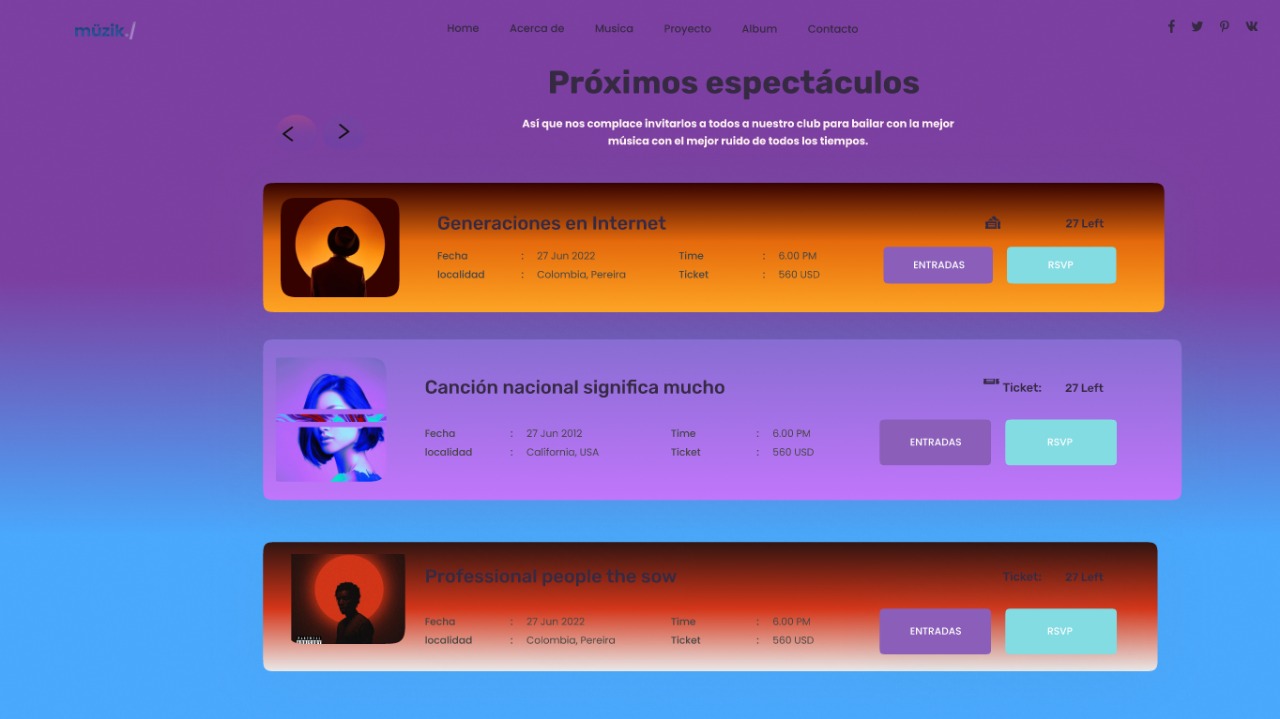 müzik./
Home Acerca de Musica Proyecto Album Contacto
Próximos espectáculos
Así que nos complace invitarlos a todos a nuestro club para bailar con la mejor
música con el mejor ruido de todos los tiempos.
Generaciones en Internet
27 Left
Fecha : 27 Jun 2022 Time : 6.00 PM
localidad : Colombia, Pereira Ticket : 560 USD
ENTRADAS RSVP
Canción nacional significa mucho
Ticket: 27 Left
Fecha : 27 Jun 2012 Time : 6.00 PM
localidad : California, USA Ticket : 560 USD
ENTRADAS RSVP
Professional people the sow
Ticket: 27 Left
Fecha : 27 Jun 2022 Time : 6.00 PM
localidad : Colombia, Pereira Ticket : 560 USD
ENTRADAS RSVP